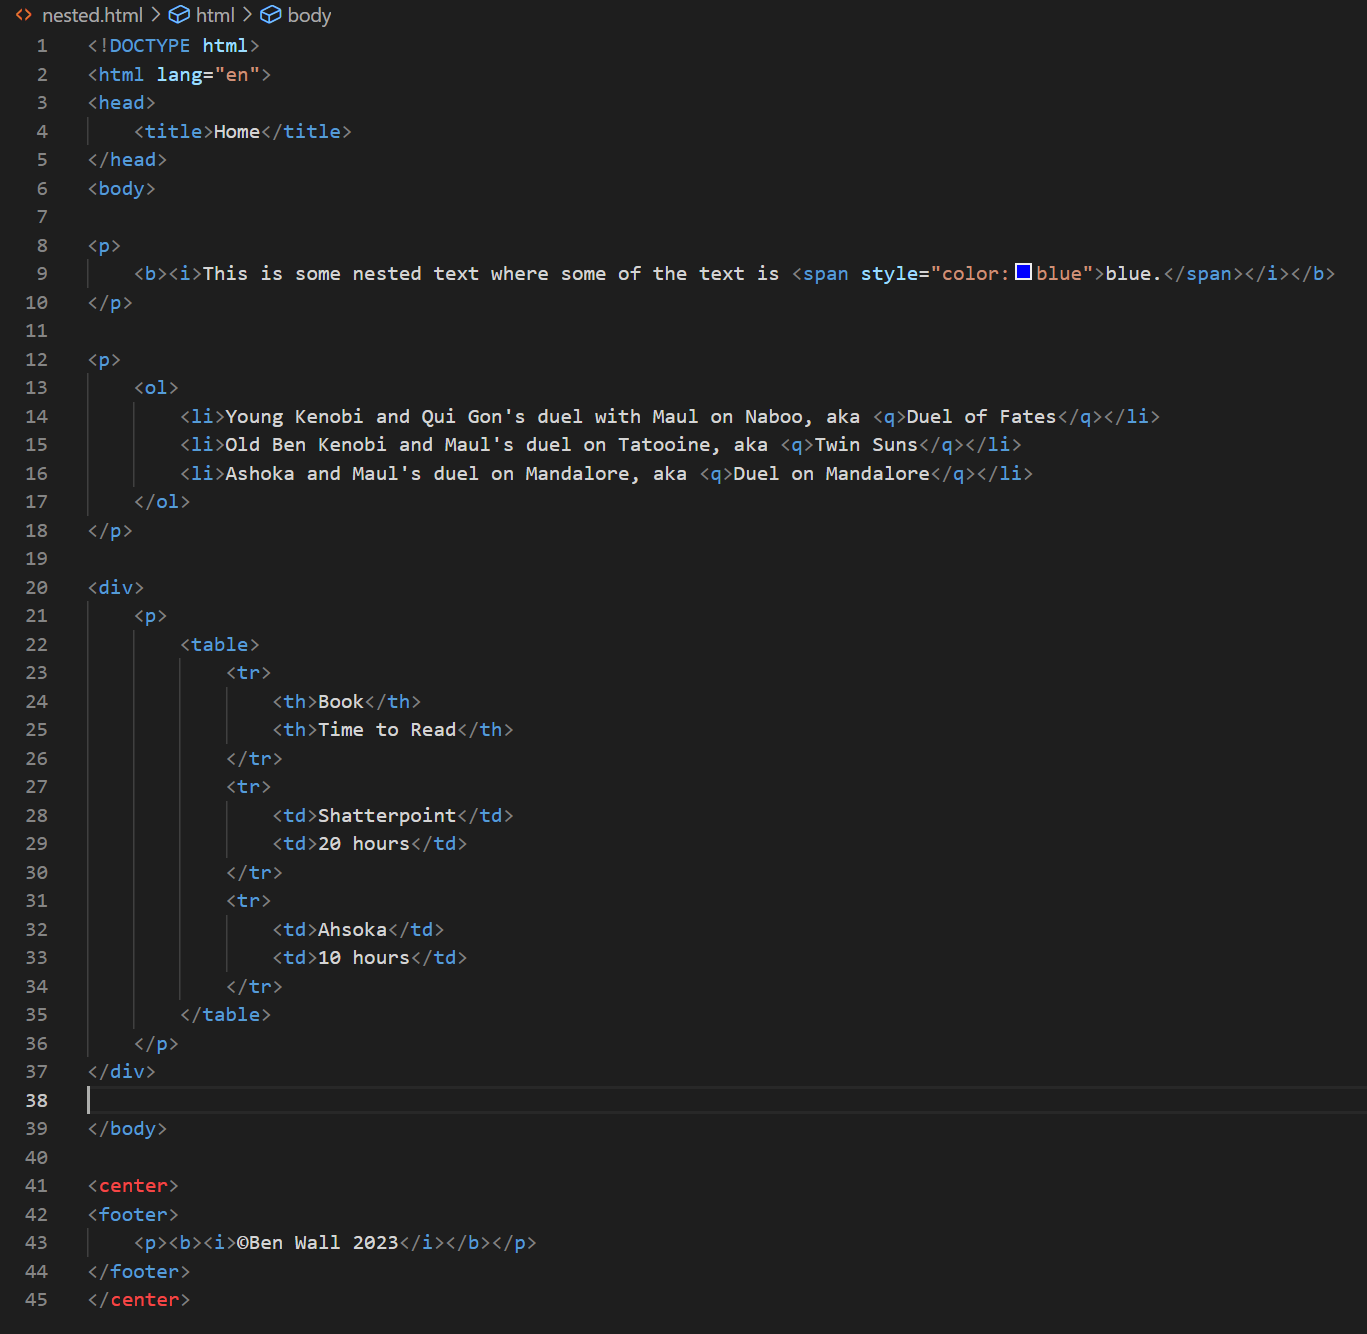 nested.html > html > body
1 <!DOCTYPE html>
2 <html lang="en">
3 <head>
4     <title>Home</title>
5 </head>
6 <body>
7
8 <p>
9     <b><i>This is some nested text where some of the text is <span style="color:blue">blue.</span></i></b>
10 </p>
11
12 <p>
13     <ol>
14         <li>Young Kenobi and Qui Gon's duel with Maul on Naboo, aka <q>Duel of Fates</q></li>
15         <li>Old Ben Kenobi and Maul's duel on Tatooine, aka <q>Twin Suns</q></li>
16         <li>Ashoka and Maul's duel on Mandalore, aka <q>Duel on Mandalore</q></li>
17     </ol>
18 </p>
19
20 <div>
21     <p>
22         <table>
23             <tr>
24                 <th>Book</th>
25                 <th>Time to Read</th>
26             </tr>
27             <tr>
28                 <td>Shatterpoint</td>
29                 <td>20 hours</td>
30             </tr>
31             <tr>
32                 <td>Ahsoka</td>
33                 <td>10 hours</td>
34             </tr>
35         </table>
36     </p>
37 </div>
38
39 </body>
40
41 <center>
42 <footer>
43     <p><b><i>©Ben Wall 2023</i></b></p>
44 </footer>
45 </center>